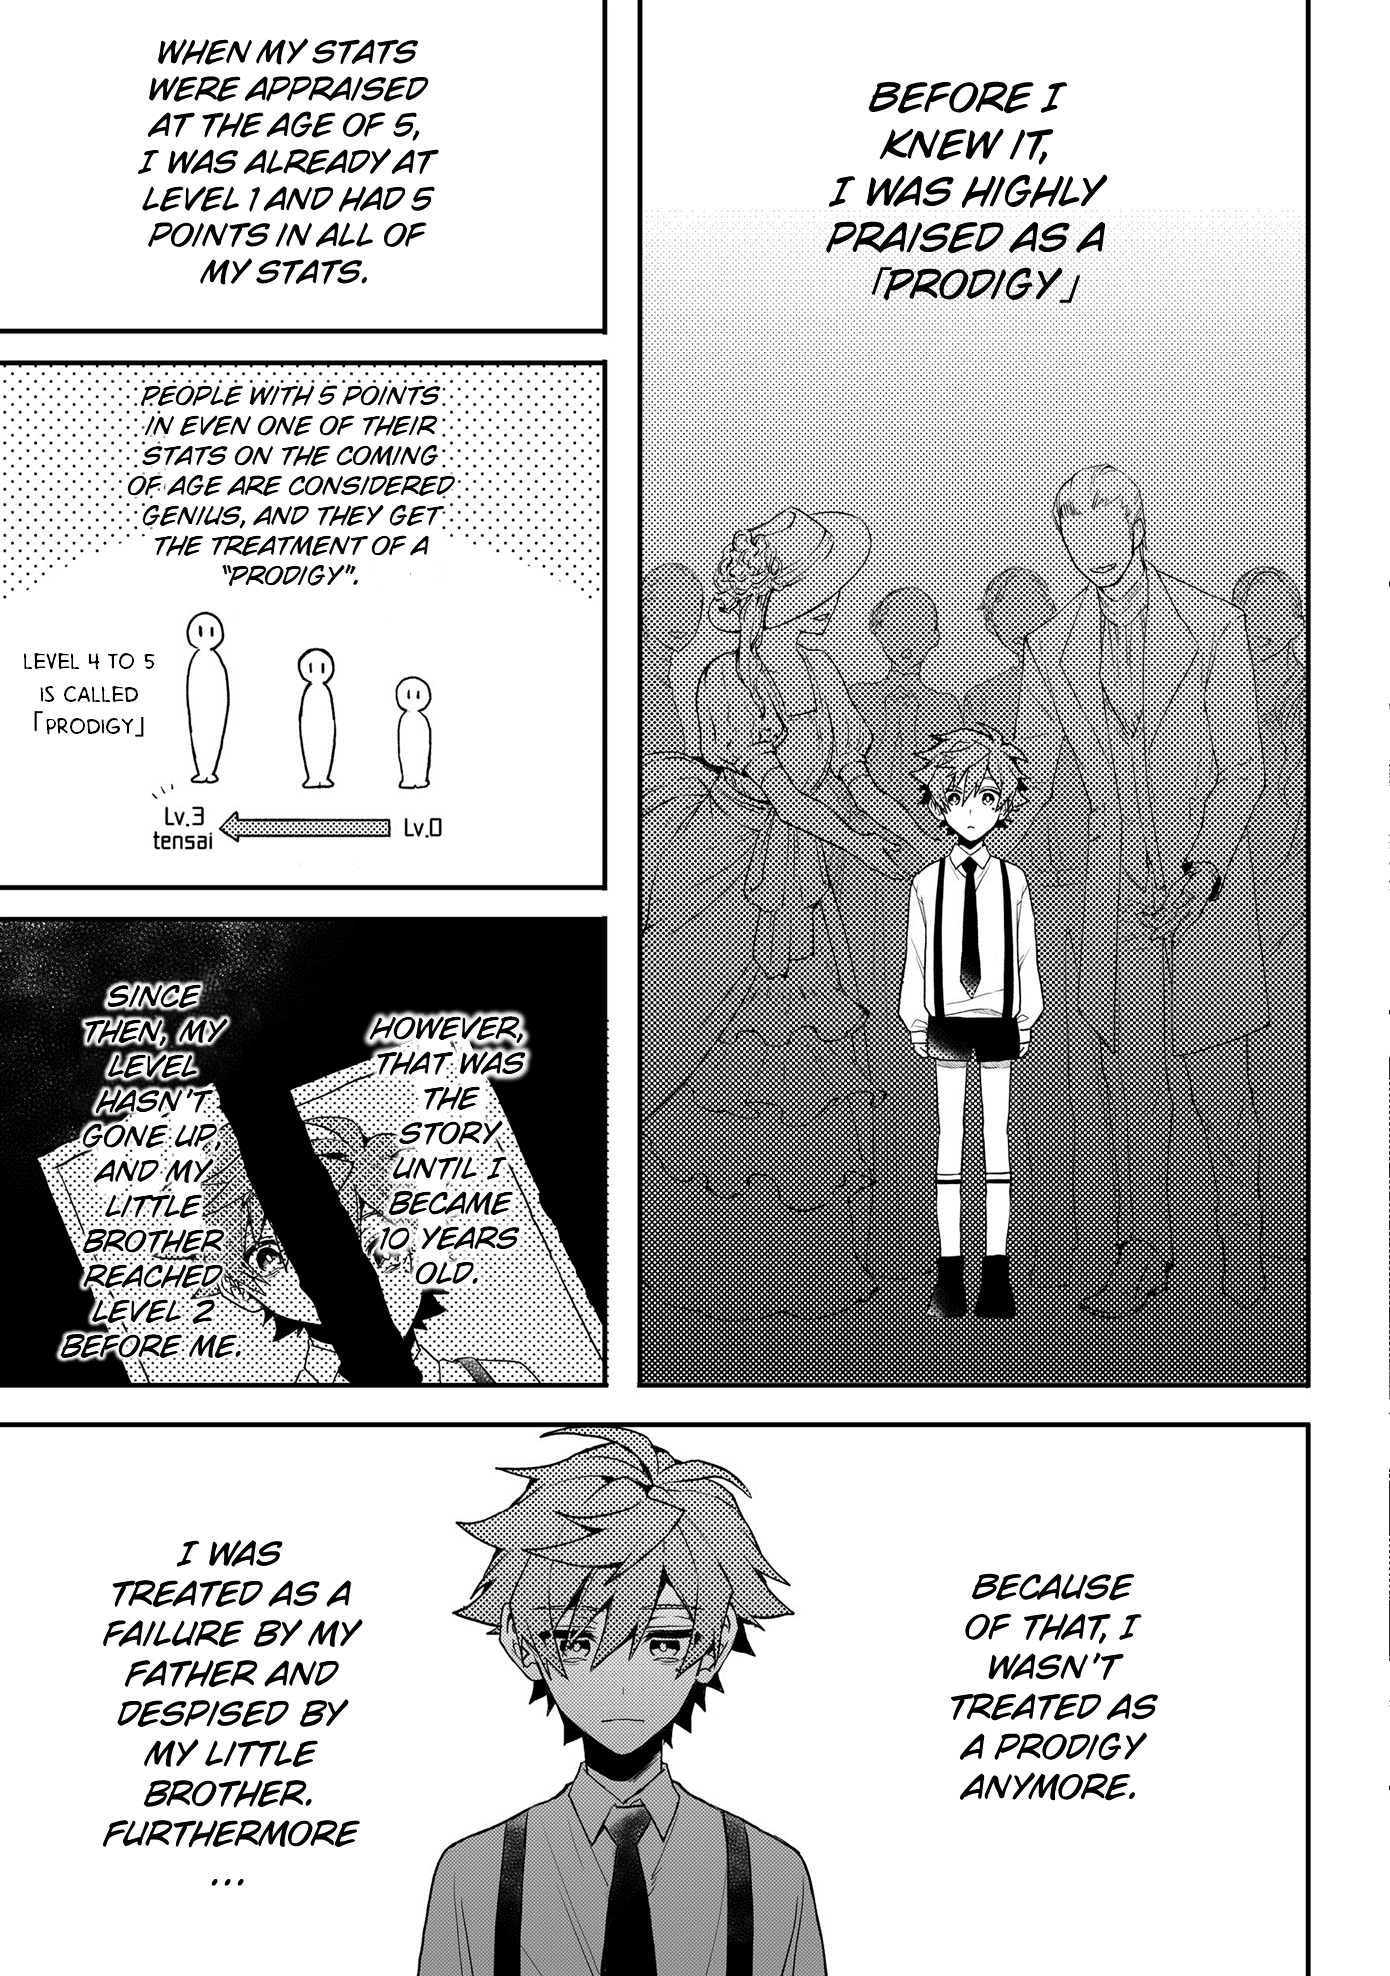 BEFORE I
KNEW IT,
I WAS HIGHLY
PRAISED AS A
「PRODIGY」
WHEN MY STATS
WERE APPRAISED
AT THE AGE OF 5,
I WAS ALREADY AT
LEVEL 1 AND HAD 5
POINTS IN ALL OF
MY STATS.
PEOPLE WITH 5 POINTS
IN EVEN ONE OF THEIR
STATS ON THE COMING
OF AGE ARE CONSIDERED
GENIUS, AND THEY GET
THE TREATMENT OF A
"PRODIGY".
LEVEL 4 TO 5
IS CALLED
「PRODIGY」
Lv.3
tensai
Lv.0
HOWEVER,
THAT WAS
THE
STORY
UNTIL I
BECAME
10 YEARS
OLD.
SINCE
THEN, MY
LEVEL
HASN'T
GONE UP,
AND MY
LITTLE
BROTHER
REACHED
LEVEL 2
BEFORE ME.
BECAUSE
OF THAT, I
WASN'T
TREATED AS
A PRODIGY
ANYMORE.
I WAS
TREATED AS A
FAILURE BY MY
FATHER AND
DESPISED BY
MY LITTLE
BROTHER.
FURTHERMORE
...